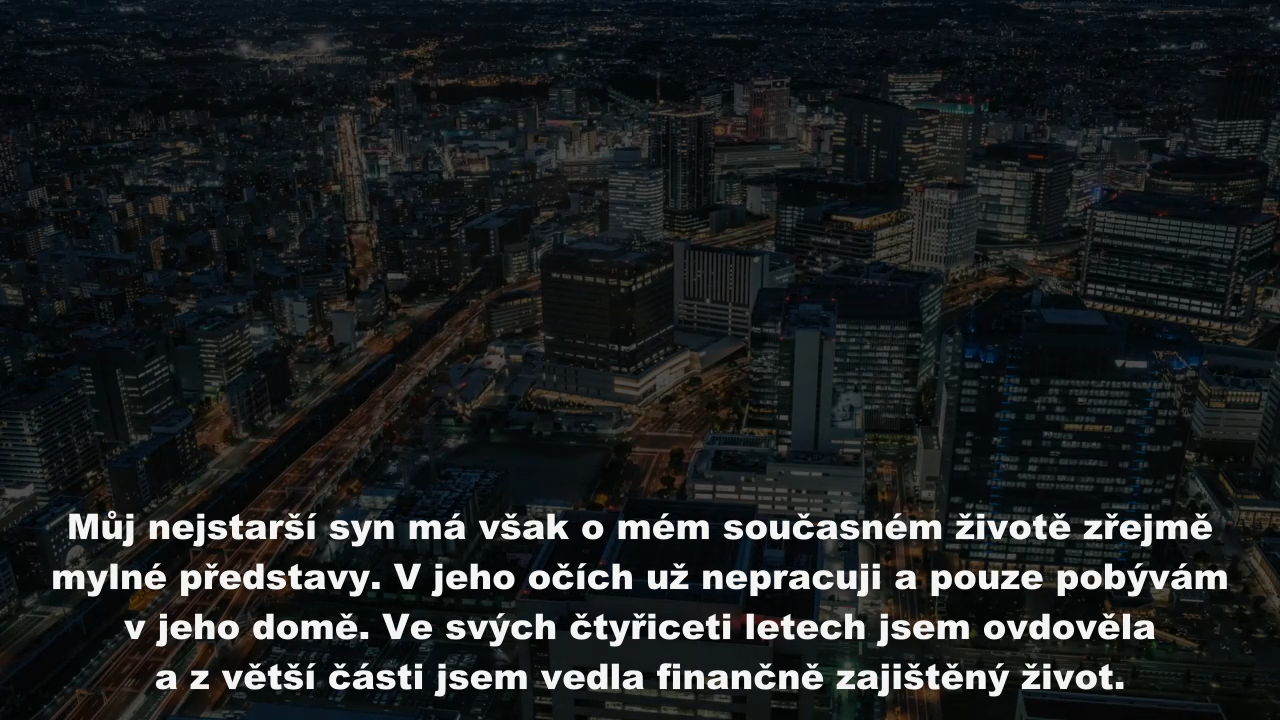 Můj nejstarší syn má však o mém současném životě zřejmě
mylné představy. V jeho očích už nepracuji a pouze pobývám
v jeho domě. Ve svých čtyřiceti letech jsem ovdověla
a z větší části jsem vedla finančně zajištěný život.